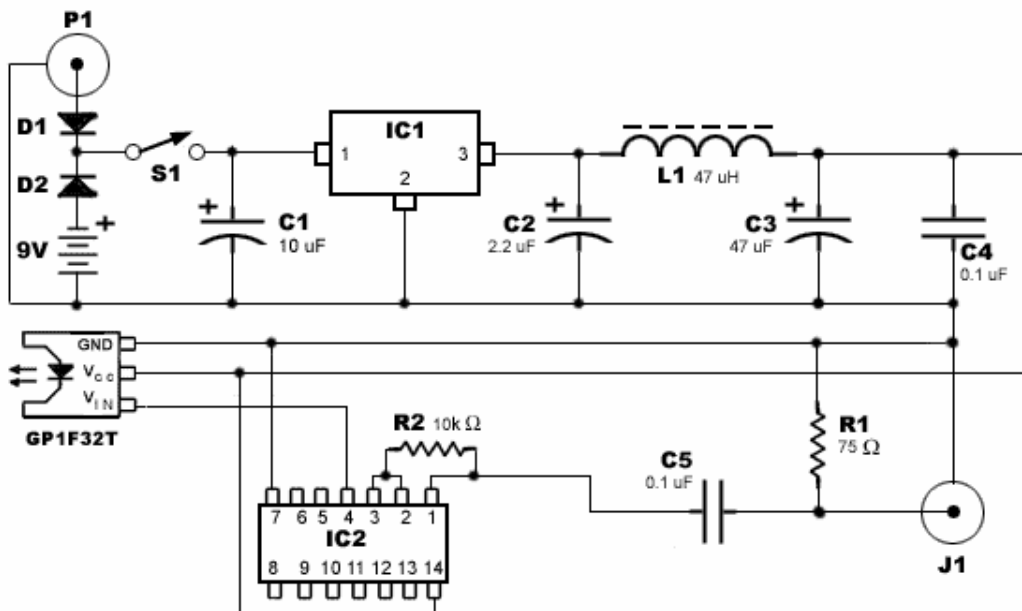 P1
D1
D2
+
9V
S1
+
C1
10 uF
IC1
1
3
2
+
C2
2.2 uF
L1 47 uH
+
C3
47 uF
C4
0.1 uF
GND
Vcc
VIN
GP1F32T
R2 10k Ω
R1
75 Ω
C5
0.1 uF
7 6 5 4 3 2 1
IC2
8 9 10 11 12 13 14
J1